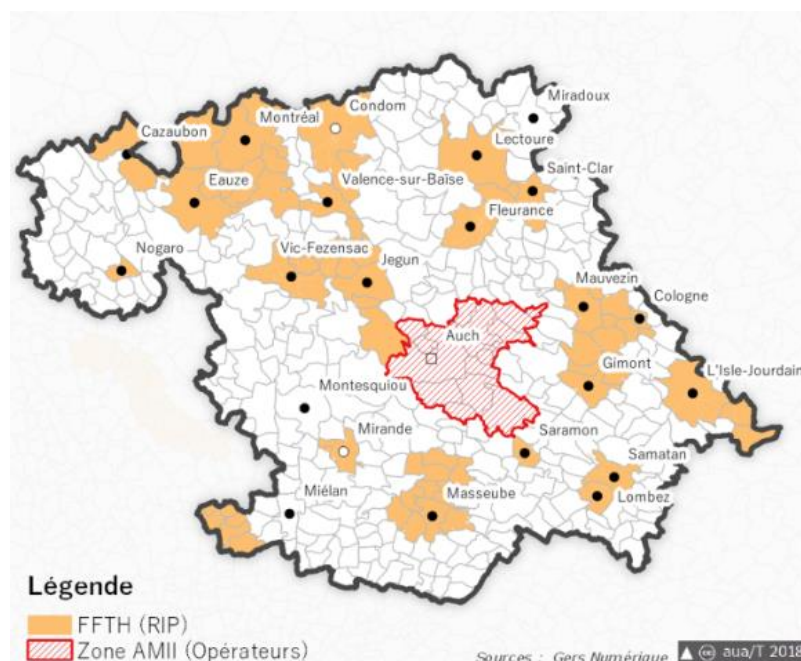 Miradoux
Condom
Montréal
Cazaubon
Lectoure
Saint-Clar
Eauze
Valence-sur-Baïse
Fleurance
Nogaro
Vic-Fezensac
Jegun
Mauvezin
Cologne
Auch
Gimont
L'Isle-Jourdain
Montesquiou
Mirande
Saramon
Samatan
Miélan
Masseube
Lombez
Légende
FFTH (RIP)
Zone AMII (Opérateurs)
Sources : Gers Numérique
cc aua/T 2018